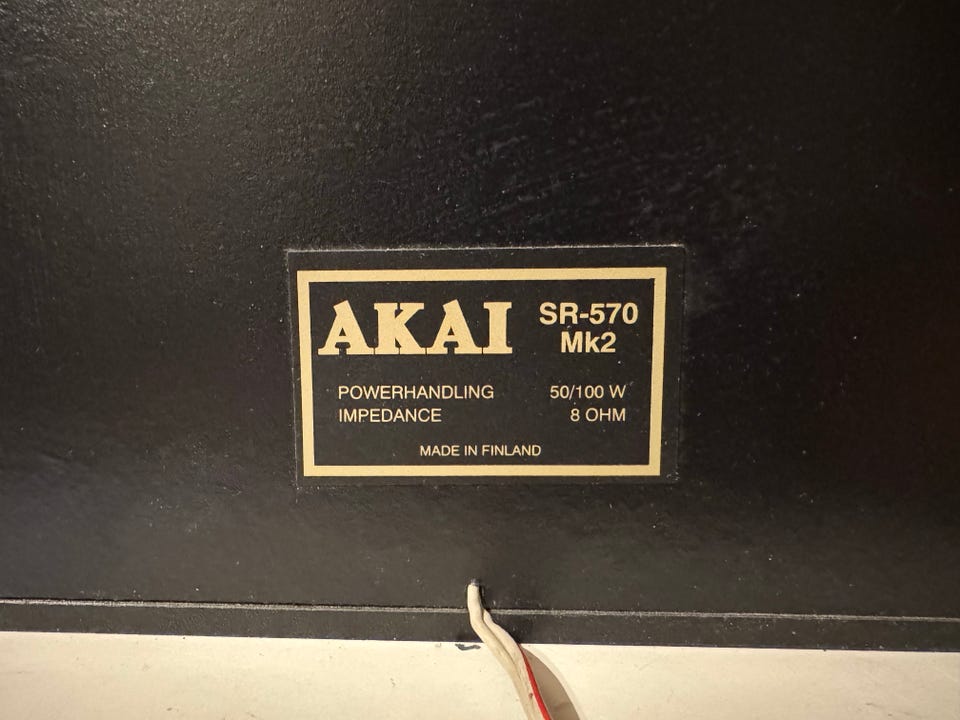 AKAI SR-570
Mk2
POWERHANDLING 50/100 W
IMPEDANCE 8 OHM
MADE IN FINLAND